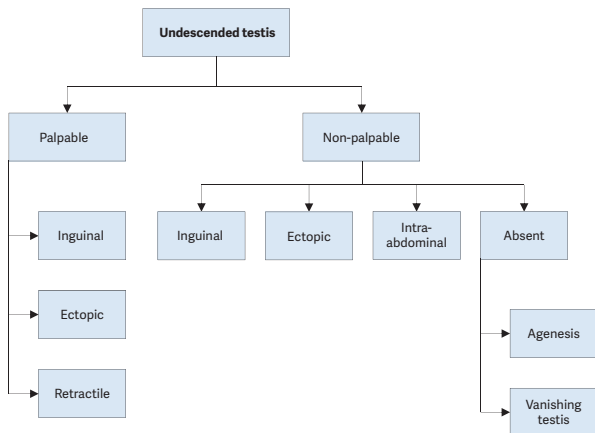 Undescended testis
Palpable
Non-palpable
Inguinal
Inguinal
Ectopic
Intra-
abdominal
Absent
Ectopic
Agenesis
Retractile
Vanishing
testis